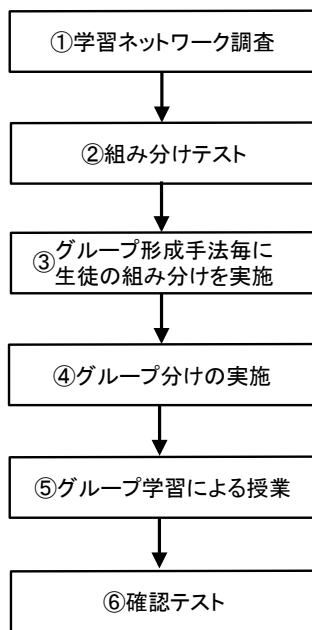 ①学習ネットワーク調査
②組み分けテスト
③グループ形成手法毎に
生徒の組み分けを実施
④グループ分けの実施
⑤グループ学習による授業
⑥確認テスト